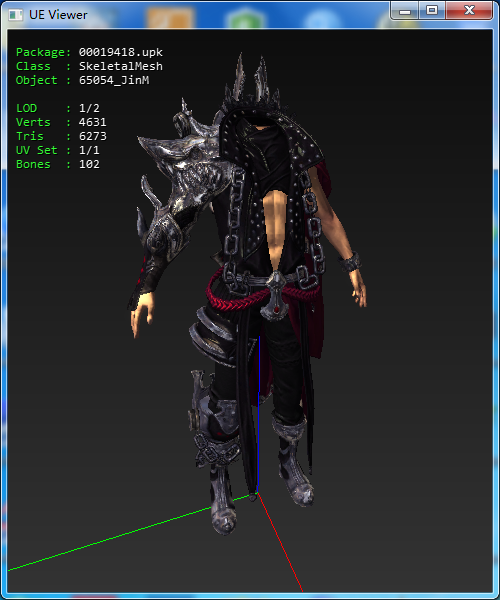 UE Viewer
Package: 00019418.upk
Class : SkeletalMesh
Object : 65054_JinM
LOD : 1/2
Verts : 4631
Tris : 6273
UV Set : 1/1
Bones : 102